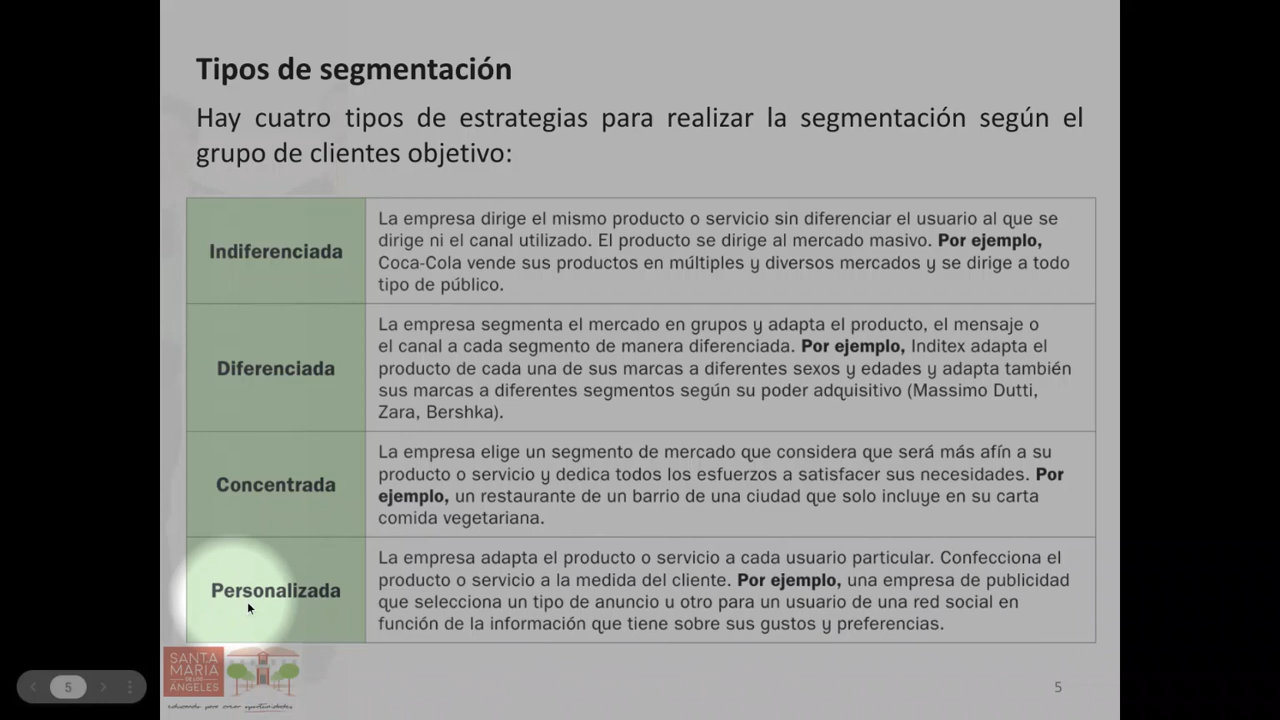 Tipos de segmentación
Hay cuatro tipos de estrategias para realizar la segmentación según el
grupo de clientes objetivo:
Indiferenciada
La empresa dirige el mismo producto o servicio sin diferenciar el usuario al que se
dirige ni el canal utilizado. El producto se dirige al mercado masivo. Por ejemplo,
Coca-Cola vende sus productos en múltiples y diversos mercados y se dirige a todo
tipo de público.
Diferenciada
La empresa segmenta el mercado en grupos y adapta el producto, el mensaje o
el canal a cada segmento de manera diferenciada. Por ejemplo, Inditex adapta el
producto de cada una de sus marcas a diferentes sexos y edades y adapta también
sus marcas a diferentes segmentos según su poder adquisitivo (Massimo Dutti,
Zara, Bershka).
Concentrada
La empresa elige un segmento de mercado que considera que será más afín a su
producto o servicio y dedica todos los esfuerzos a satisfacer sus necesidades. Por
ejemplo, un restaurante de un barrio de una ciudad que solo incluye en su carta
comida vegetariana.
Personalizada
La empresa adapta el producto o servicio a cada usuario particular. Confecciona el
producto o servicio a la medida del cliente. Por ejemplo, una empresa de publicidad
que selecciona un tipo de anuncio u otro para un usuario de una red social en
función de la información que tiene sobre sus gustos y preferencias.
SANTA
MARIA
DE LOS
ÁNGELES
educando para crear oportunidades
5
5